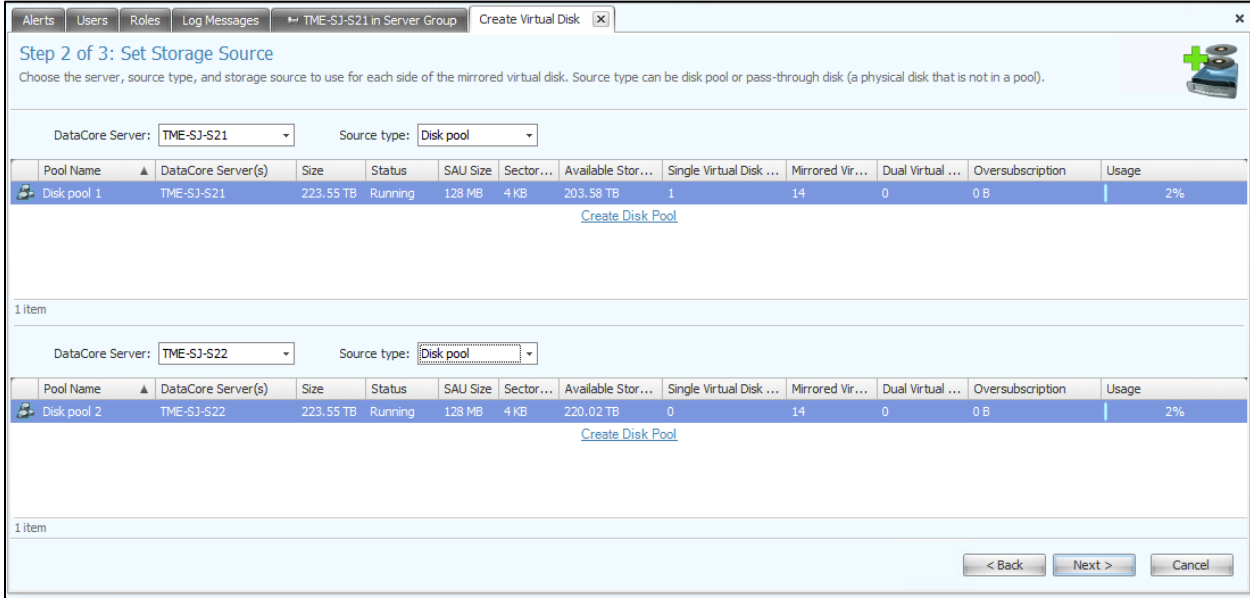 Alerts Users Roles Log Messages TME-SJ-S21 in Server Group Create Virtual Disk
Step 2 of 3: Set Storage Source
Choose the server, source type, and storage source to use for each side of the mirrored virtual disk. Source type can be disk pool or pass-through disk (a physical disk that is not in a pool).
DataCore Server: TME-SJ-S21 Source type: Disk pool
Pool Name DataCore Server(s) Size Status SAU Size Sector... Available Stor... Single Virtual Disk ... Mirrored Vir... Dual Virtual ... Oversubscription Usage
Disk pool 1 TME-SJ-S21 223.55 TB Running 128 MB 4 KB 203.58 TB 1 14 0 0 B 2%
Create Disk Pool
1 item
DataCore Server: TME-SJ-S22 Source type: Disk pool
Pool Name DataCore Server(s) Size Status SAU Size Sector... Available Stor... Single Virtual Disk ... Mirrored Vir... Dual Virtual ... Oversubscription Usage
Disk pool 2 TME-SJ-S22 223.55 TB Running 128 MB 4 KB 220.02 TB 0 14 0 0 B 2%
Create Disk Pool
1 item
< Back Next > Cancel